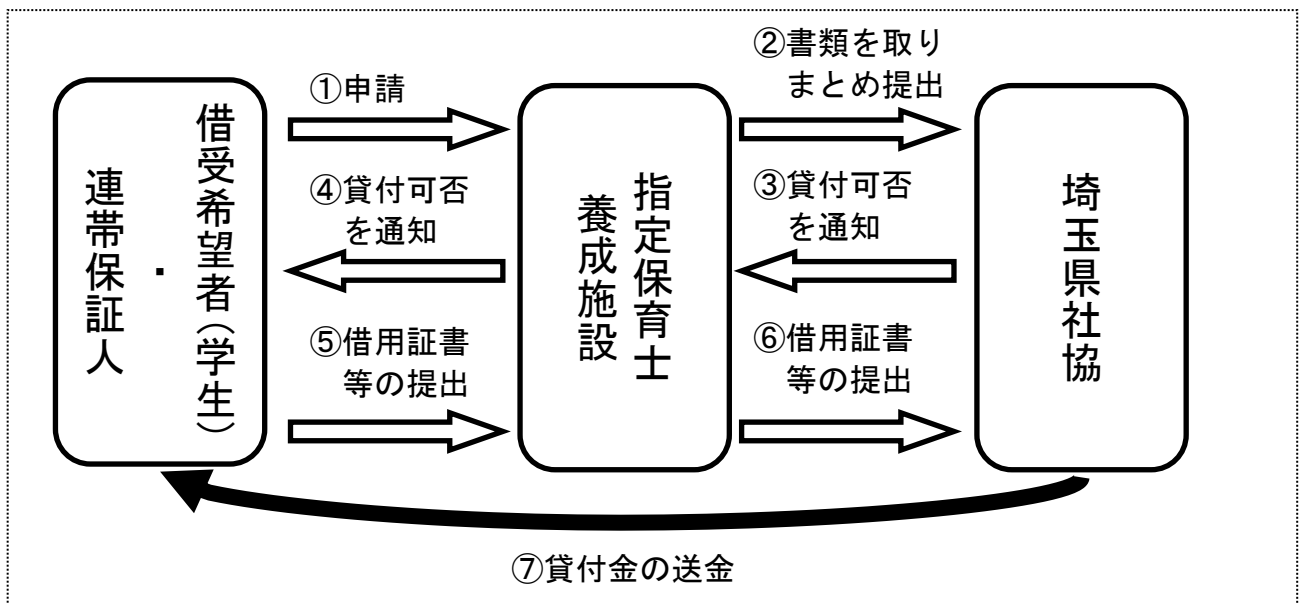 借受希望者(学生)
・
連帯保証人
①申請
④貸付可否
を通知
⑤借用証書
等の提出
指定保育士
養成施設
②書類を取り
まとめ提出
③貸付可否
を通知
⑥借用証書
等の提出
埼玉県社協
⑦貸付金の送金